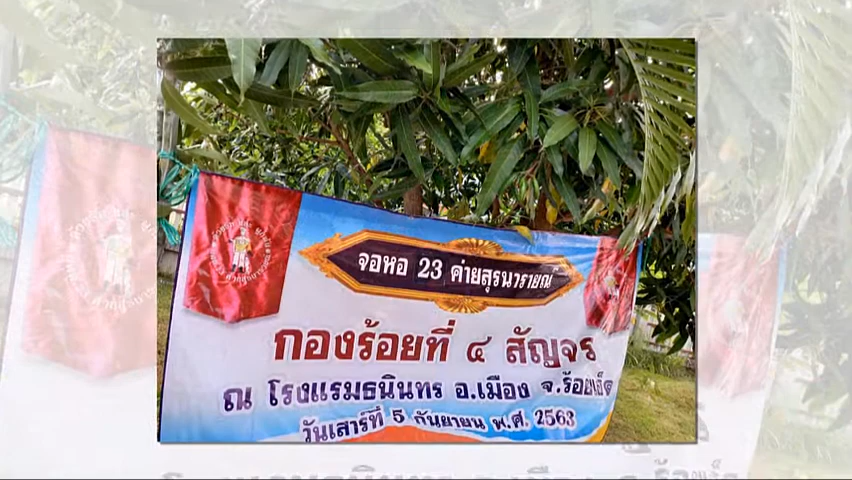 จอหอ 23 ค่ายสุรนารายณ์
กองร้อยที่ ๔ สัญจร
ณ โรงแรมธนินทร อ.เมือง จ.ร้อยเอ็ด
วันเสาร์ที่ 5 กันยายน พ.ศ. 2563